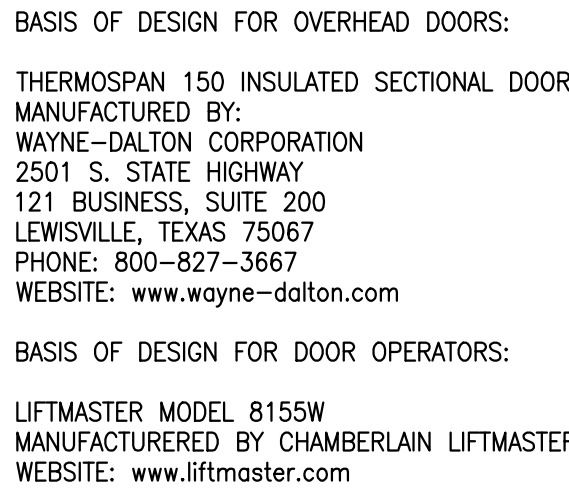 BASIS OF DESIGN FOR OVERHEAD DOORS:
THERMOSPAN 150 INSULATED SECTIONAL DOOR
MANUFACTURED BY:
WAYNE-DALTON CORPORATION
2501 S. STATE HIGHWAY
121 BUSINESS, SUITE 200
LEWISVILLE, TEXAS 75067
PHONE: 800-827-3667
WEBSITE: www.wayne-dalton.com
BASIS OF DESIGN FOR DOOR OPERATORS:
LIFTMASTER MODEL 8155W
MANUFACTURERED BY CHAMBERLAIN LIFTMASTER
WEBSITE: www.liftmaster.com